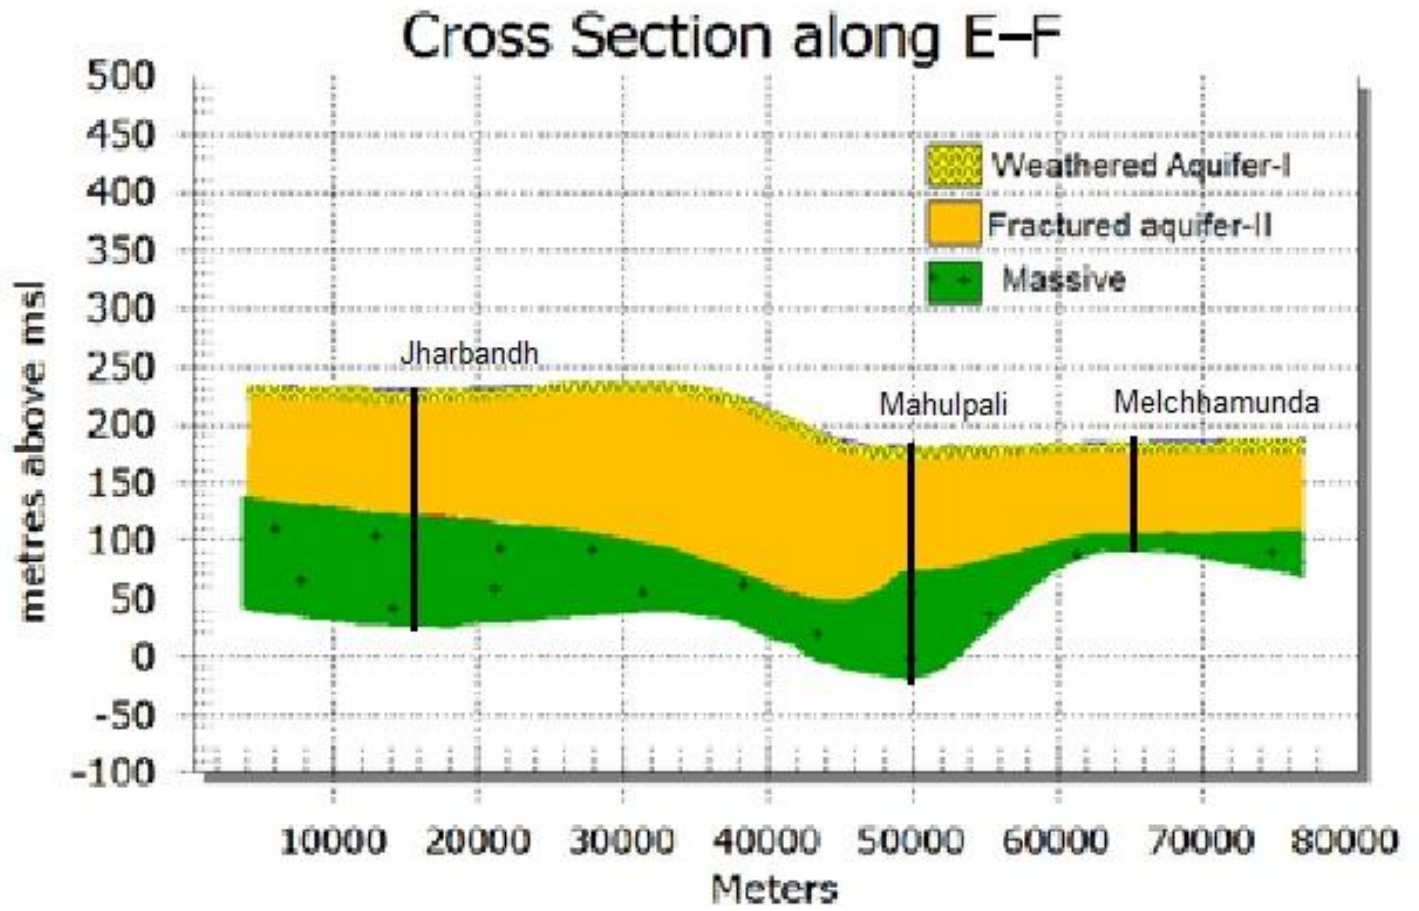 Cross Section along E–F
500
450
400
350
300
250
200
150
100
50
0
-50
-100
metres above msl
Weathered Aquifer-I
Fractured aquifer-II
Massive
Jharbandh
Mahulpali
Melchhamunda
10000 20000 30000 40000 50000 60000 70000 80000
Meters